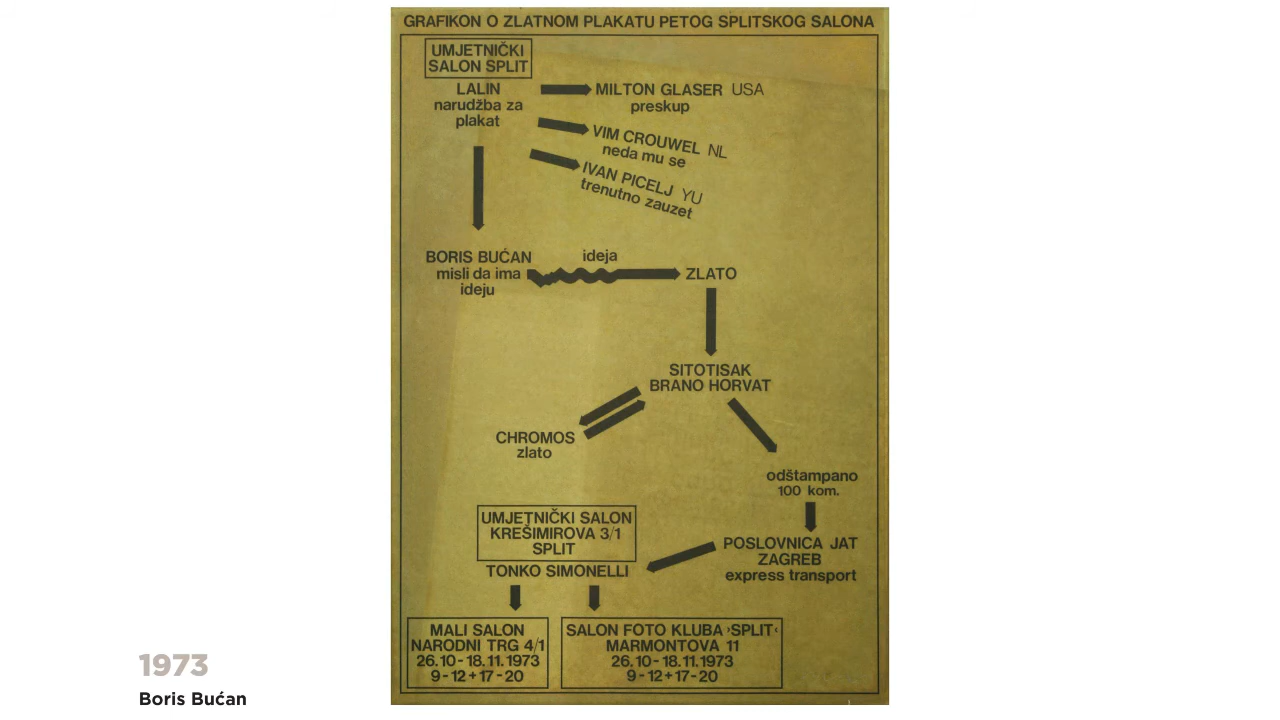 GRAFIKON O ZLATNOM PLAKATU PETOG SPLITSKOG SALONA
UMJETNIČKI
SALON SPLIT
LALIN
narudžba za
plakat
MILTON GLASER USA
preskup
VIM CROUWEL NL
neda mu se
IVAN PICELJ YU
trenutno zauzet
BORIS BUĆAN
misli da ima
ideju
ideja
ZLATO
SITOTISAK
BRANO HORVAT
CHROMOS
zlato
odštampano
100 kom.
POSLOVNICA JAT
ZAGREB
express transport
UMJETNIČKI SALON
KREŠIMIROVA 3/1
SPLIT
TONKO SIMONELLI
MALI SALON
NARODNI TRG 4/1
26.10-18.11.1973
9-12+17-20
SALON FOTO KLUBA ›SPLIT‹
MARMONTOVA 11
26.10-18.11.1973
9-12+17-20
1973
Boris Bućan